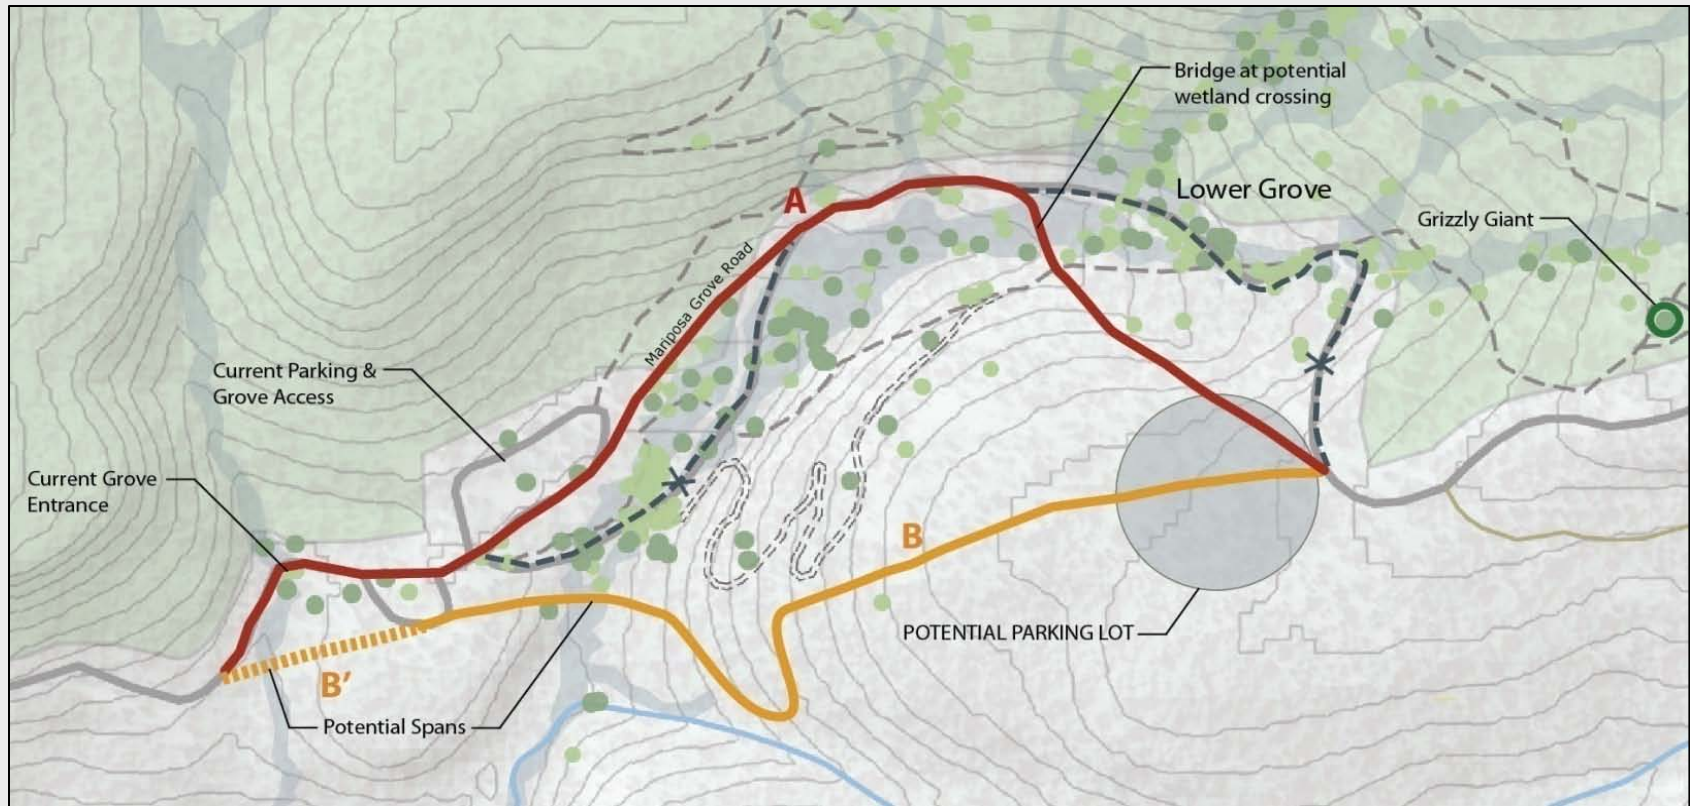 Bridge at potential
wetland crossing
Lower Grove
A
Grizzly Giant
Mariposa Grove Road
Current Parking &
Grove Access
Current Grove
Entrance
B
POTENTIAL PARKING LOT
B’
Potential Spans